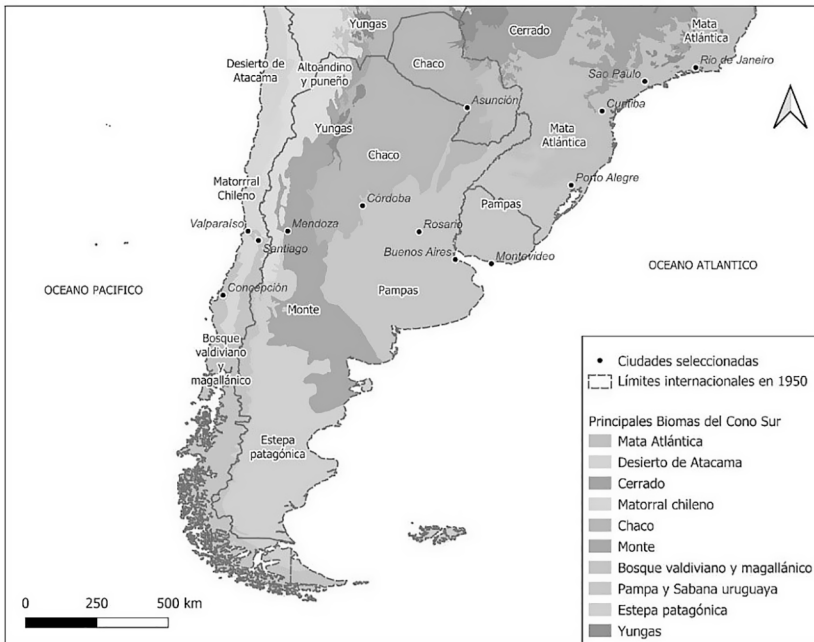 Yungas
Cerrado
Mata
Atlántica
Desierto de
Atacama
Altoandino
y puneño
Chaco
Rio de Janeiro
Sao Paulo
Asunción
Curitiba
Yungas
Mata
Atlántica
Chaco
Matorral
Chileno
Porto Alegre
Córdoba
Pampas
Valparaíso
Mendoza
Rosario
Santiago
Buenos Aires
Montevideo
OCEANO ATLANTICO
OCEANO PACIFICO
Concepción
Pampas
Monte
Bosque
valdiviano
y
magallánico
Estepa
patagónica
Ciudades seleccionadas
Límites internacionales en 1950
Principales Biomas del Cono Sur
Mata Atlántica
Desierto de Atacama
Cerrado
Matorral chileno
Chaco
Monte
Bosque valdiviano y magallánico
Pampa y Sabana uruguaya
Estepa patagónica
Yungas
0 250 500 km